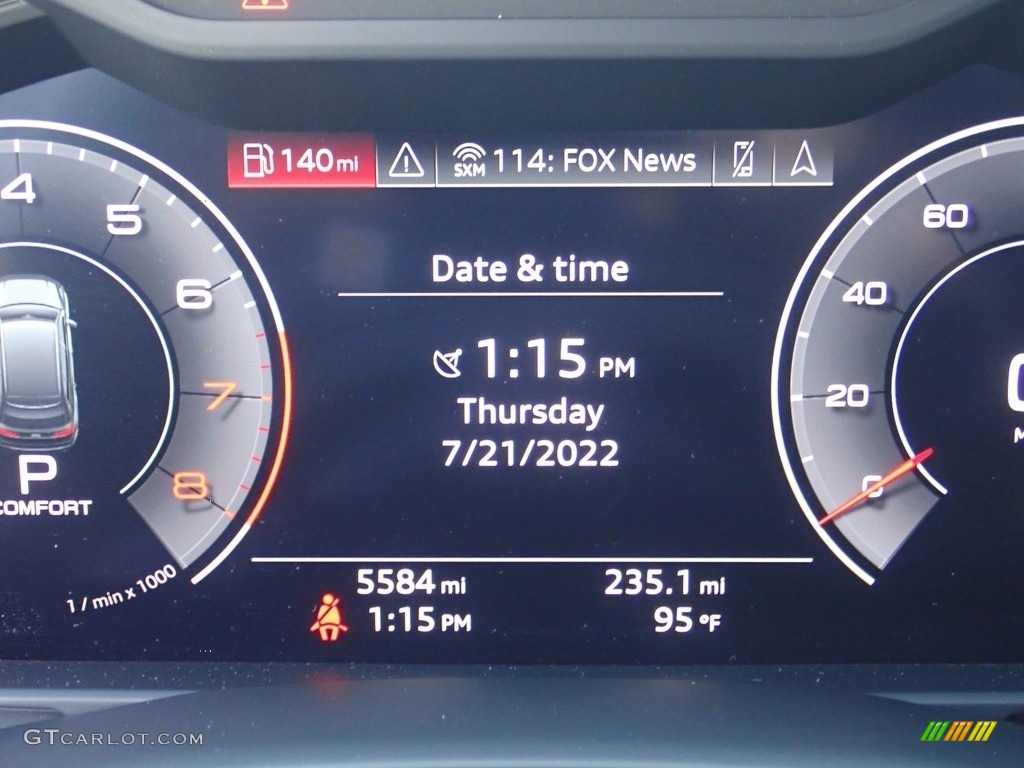 140 mi
SXM 114: FOX News
4
5
6
7
8
1 / min x 1000
P
COMFORT
Date & time
1:15 PM
Thursday
7/21/2022
60
40
20
0
5584 mi
235.1 mi
1:15 PM
95 °F
GTCARLOT.COM